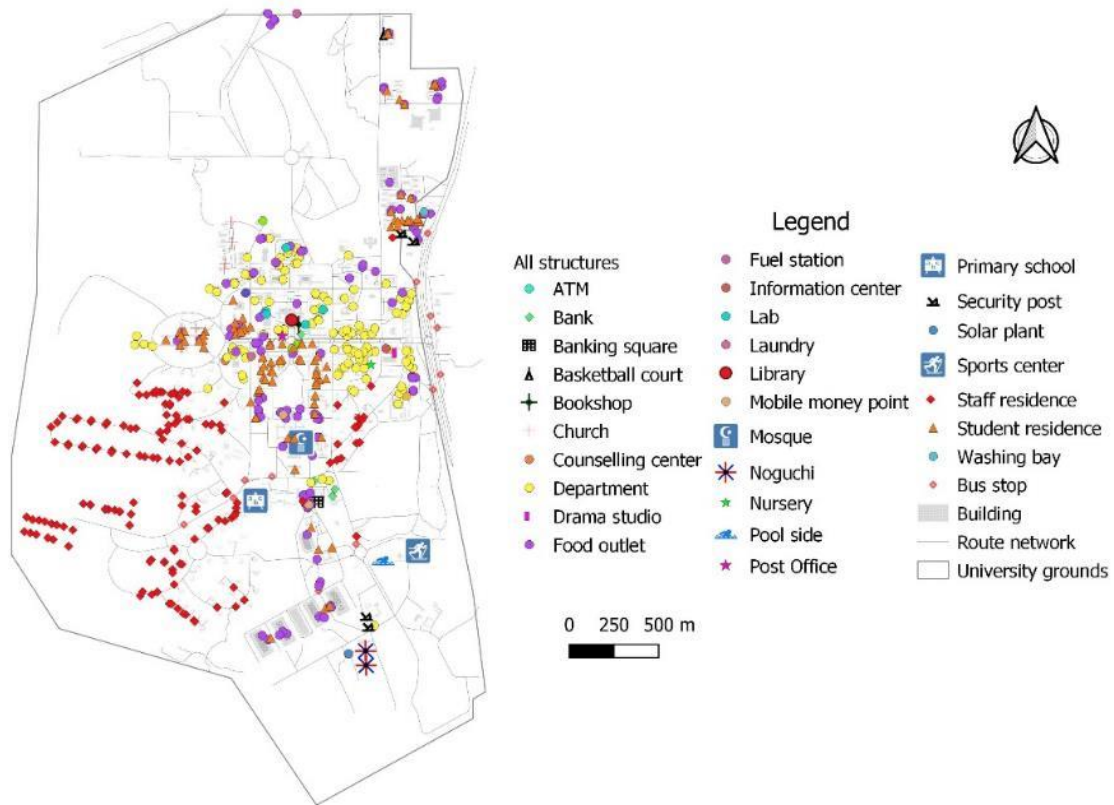 Legend
All structures
ATM
Bank
Banking square
Basketball court
Bookshop
Church
Counselling center
Department
Drama studio
Food outlet
Fuel station
Information center
Lab
Laundry
Library
Mobile money point
Mosque
Noguchi
Nursery
Pool side
Post Office
Primary school
Security post
Solar plant
Sports center
Staff residence
Student residence
Washing bay
Bus stop
Building
Route network
University grounds
0 250 500 m